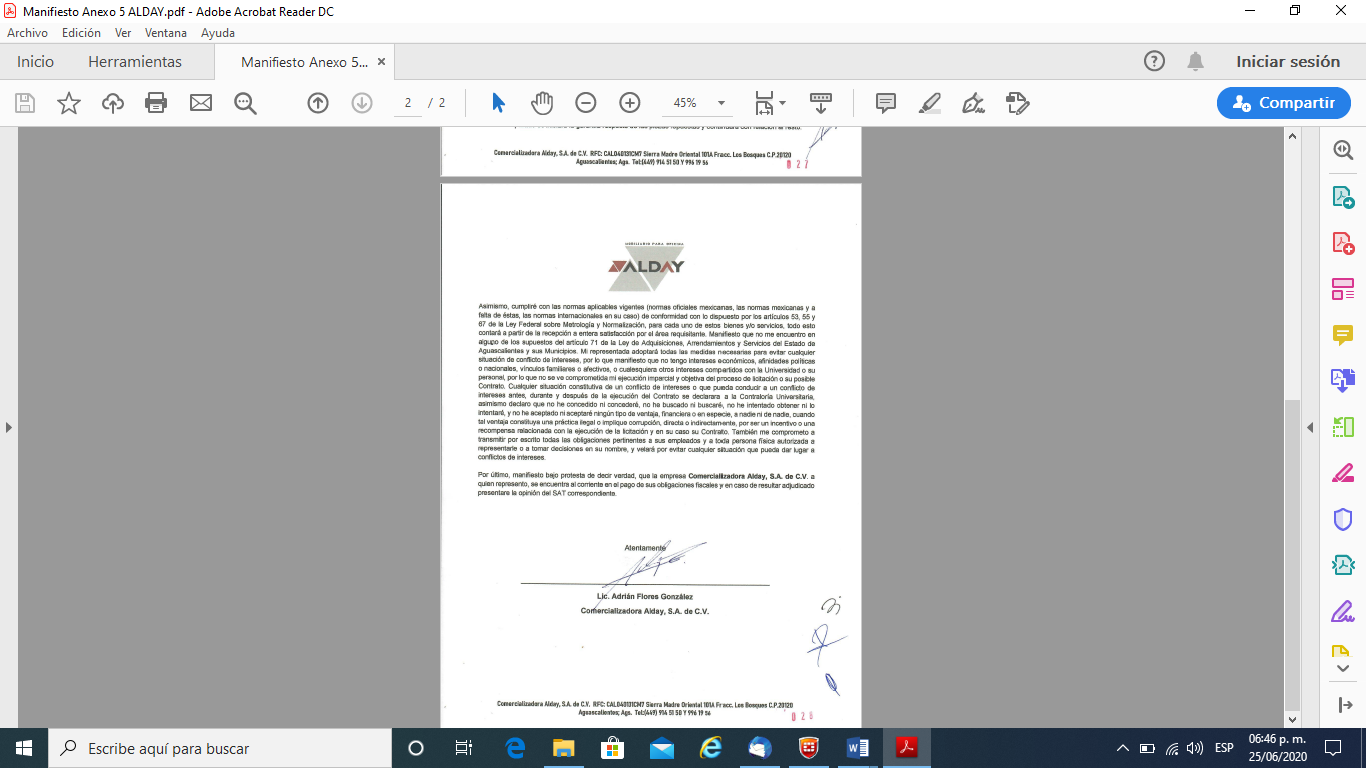 Manifiesto Anexo 5 ALDAY.pdf - Adobe Acrobat Reader DC
Archivo Edición Ver Ventana Ayuda
Inicio Herramientas Manifiesto Anexo 5... × Iniciar sesión
2 / 2 45% Compartir
Comercializadora Alday, S.A. de C.V. RFC: CAL040131CM7 Sierra Madre Oriental 101A Fracc. Los Bosques C.P.20120
Aguascalientes; Ags. Tel:(449) 914 51 50 Y 996 19 56
027
MOBILIARIO PARA OFICINA
ALDAY
Asimismo, cumpliré con las normas aplicables vigentes (normas oficiales mexicanas, las normas mexicanas y a
falta de éstas, las normas internacionales en su caso) de conformidad con lo dispuesto por los artículos 53, 55 y
67 de la Ley Federal sobre Metrología y Normalización, para cada uno de estos bienes y/o servicios, todo esto
contará a partir de la recepción a entera satisfacción por el área requisitante. Manifiesto que no me encuentro en
alguno de los supuestos del artículo 71 de la Ley de Adquisiciones, Arrendamientos y Servicios del Estado de
Aguascalientes y sus Municipios. Mi representada adoptará todas las medidas necesarias para evitar cualquier
situación de conflicto de intereses, por lo que manifiesto que no tengo intereses económicos, afinidades políticas
o nacionales, vínculos familiares o afectivos, o cualesquiera otros intereses compartidos con la Universidad o su
personal, por lo que no se ve comprometida mi ejecución imparcial y objetiva del proceso de licitación o su posible
Contrato. Cualquier situación constitutiva de un conflicto de intereses o que pueda conducir a un conflicto de
intereses antes, durante y después de la ejecución del Contrato se declarara a la Contraloría Universitaria,
asimismo declaro que no he concedido ni concederé, no he buscado ni buscaré, no he intentado obtener ni lo
intentaré, y no he aceptado ni aceptaré ningún tipo de ventaja, financiera o en especie, a nadie ni de nadie, cuando
tal ventaja constituya una práctica ilegal o implique corrupción, directa o indirectamente, por ser un incentivo o una
recompensa relacionada con la ejecución de la licitación y en su caso su Contrato. También me comprometo a
transmitir por escrito todas las obligaciones pertinentes a sus empleados y a toda persona física autorizada a
representarle o a tomar decisiones en su nombre, y velará por evitar cualquier situación que pueda dar lugar a
conflictos de intereses.
Por último, manifiesto bajo protesta de decir verdad, que la empresa Comercializadora Alday, S.A. de C.V. a
quien represento, se encuentra al corriente en el pago de sus obligaciones fiscales y en caso de resultar adjudicado
presentare la opinión del SAT correspondiente.
Atentamente
Lic. Adrián Flores González
Comercializadora Alday, S.A. de C.V.
Comercializadora Alday, S.A. de C.V. RFC: CAL040131CM7 Sierra Madre Oriental 101A Fracc. Los Bosques C.P.20120
Aguascalientes; Ags. Tel:(449) 914 51 50 Y 996 19 56
028
Escribe aquí para buscar
ESP
06:46 p. m.
25/06/2020